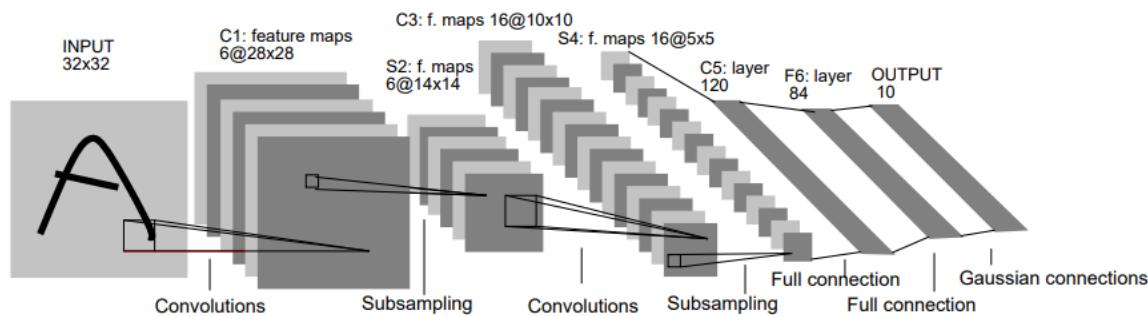 INPUT
32x32
C1: feature maps
6@28x28
S2: f. maps
6@14x14
C3: f. maps 16@10x10
S4: f. maps 16@5x5
C5: layer
120
F6: layer
84
OUTPUT
10
Convolutions
Subsampling
Convolutions
Subsampling
Full connection
Full connection
Gaussian connections